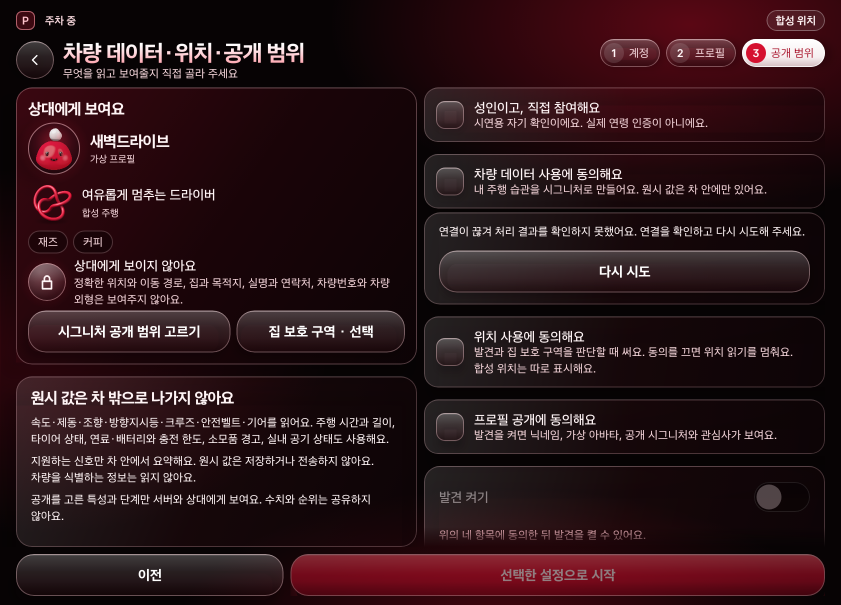 P 주차 중
합성 위치
차량 데이터·위치·공개 범위
무엇을 읽고 보여줄지 직접 골라 주세요
1 계정
2 프로필
3 공개 범위
상대에게 보여요
새벽드라이브
가상 프로필
여유롭게 멈추는 드라이버
합성 주행
재즈
커피
상대에게 보이지 않아요
정확한 위치와 이동 경로, 집과 목적지, 실명과 연락처, 차량번호와 차량
외형은 보여주지 않아요.
시그니처 공개 범위 고르기
집 보호 구역 · 선택
원시 값은 차 밖으로 나가지 않아요
속도·제동·조향·방향지시등·크루즈·안전벨트·기어를 읽어요. 주행 시간과 길이,
타이어 상태, 연료·배터리와 충전 한도, 소모품 경고, 실내 공기 상태도 사용해요.
지원하는 신호만 차 안에서 요약해요. 원시 값은 저장하거나 전송하지 않아요.
차량을 식별하는 정보는 읽지 않아요.
공개를 고른 특성과 단계만 서버와 상대에게 보여요. 수치와 순위는 공유하지
않아요.
성인이고, 직접 참여해요
시연용 자기 확인이에요. 실제 연령 인증이 아니에요.
차량 데이터 사용에 동의해요
내 주행 습관을 시그니처로 만들어요. 원시 값은 차 안에만 있어요.
연결이 끊겨 처리 결과를 확인하지 못했어요. 연결을 확인하고 다시 시도해 주세요.
다시 시도
위치 사용에 동의해요
발견과 집 보호 구역을 판단할 때 써요. 동의를 끄면 위치 읽기를 멈춰요.
합성 위치는 따로 표시해요.
프로필 공개에 동의해요
발견을 켜면 닉네임, 가상 아바타, 공개 시그니처와 관심사가 보여요.
발견 켜기
위의 네 항목에 동의한 뒤 발견을 켤 수 있어요.
이전
선택한 설정으로 시작